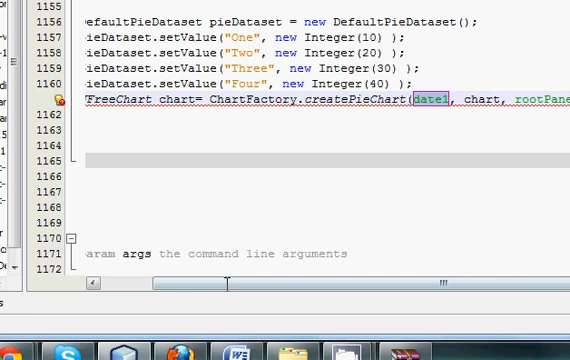 1155
1156 efaultPieDataset pieDataset = new DefaultPieDataset();
1157 ieDataset.setValue("One", new Integer(10) );
1158 ieDataset.setValue("Two", new Integer(20) );
1159 ieDataset.setValue("Three", new Integer(30) );
1160 ieDataset.setValue("Four", new Integer(40) );
FreeChart chart= ChartFactory.createPieChart(date1, chart, rootPane
1162
1163
1164
1165
1166
1167
1168
1169
1170
1171 aram args the command line arguments
1172